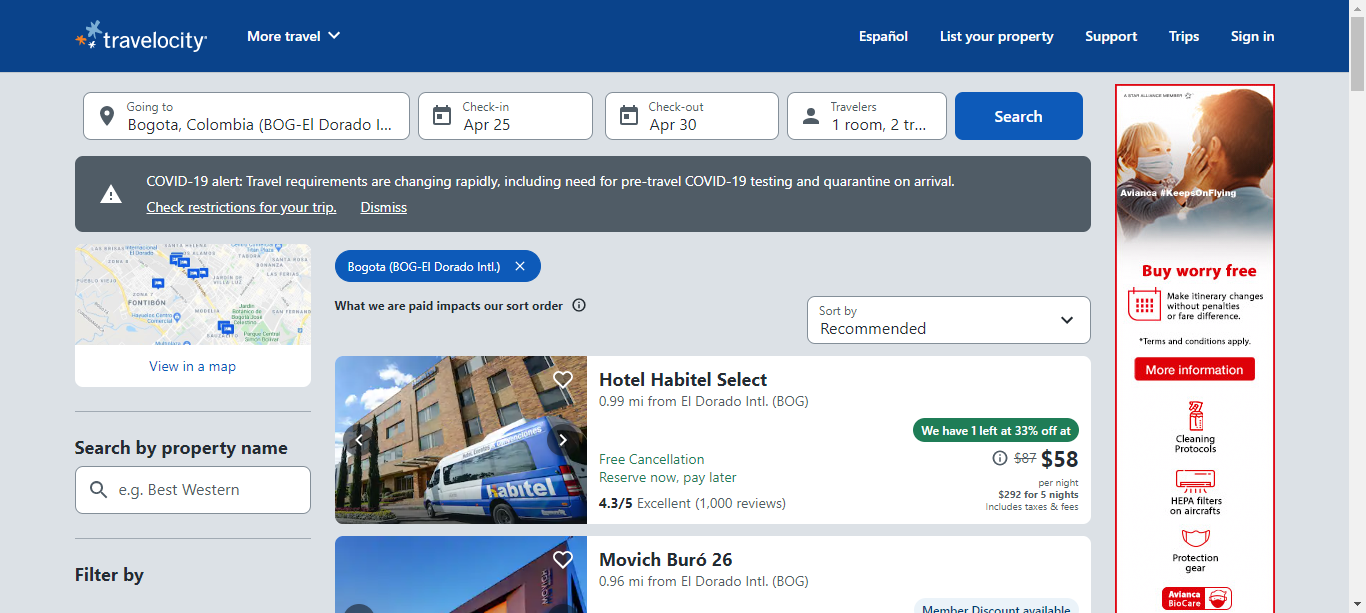 travelocity
More travel
Español
List your property
Support
Trips
Sign in
Going to
Bogota, Colombia (BOG-El Dorado I...
Check-in
Apr 25
Check-out
Apr 30
Travelers
1 room, 2 tr...
Search
COVID-19 alert: Travel requirements are changing rapidly, including need for pre-travel COVID-19 testing and quarantine on arrival.
Check restrictions for your trip.
Dismiss
FONTIBÓN
View in a map
Search by property name
e.g. Best Western
Filter by
Bogota (BOG-El Dorado Intl.)
What we are paid impacts our sort order
Sort by
Recommended
habitel
Hotel Habitel Select
0.99 mi from El Dorado Intl. (BOG)
We have 1 left at 33% off at
$87 $58
per night
$292 for 5 nights
Includes taxes & fees
Free Cancellation
Reserve now, pay later
4.3/5 Excellent (1,000 reviews)
MOVICH
Movich Buró 26
0.96 mi from El Dorado Intl. (BOG)
Member Discount available
A STAR ALLIANCE MEMBER
Avianca #KeepsOnFlying
Buy worry free
Make itinerary changes
without penalties
or fare difference.
*Terms and conditions apply.
More information
Cleaning
Protocols
HEPA filters
on aircrafts
Protection
gear
Avianca
BioCare